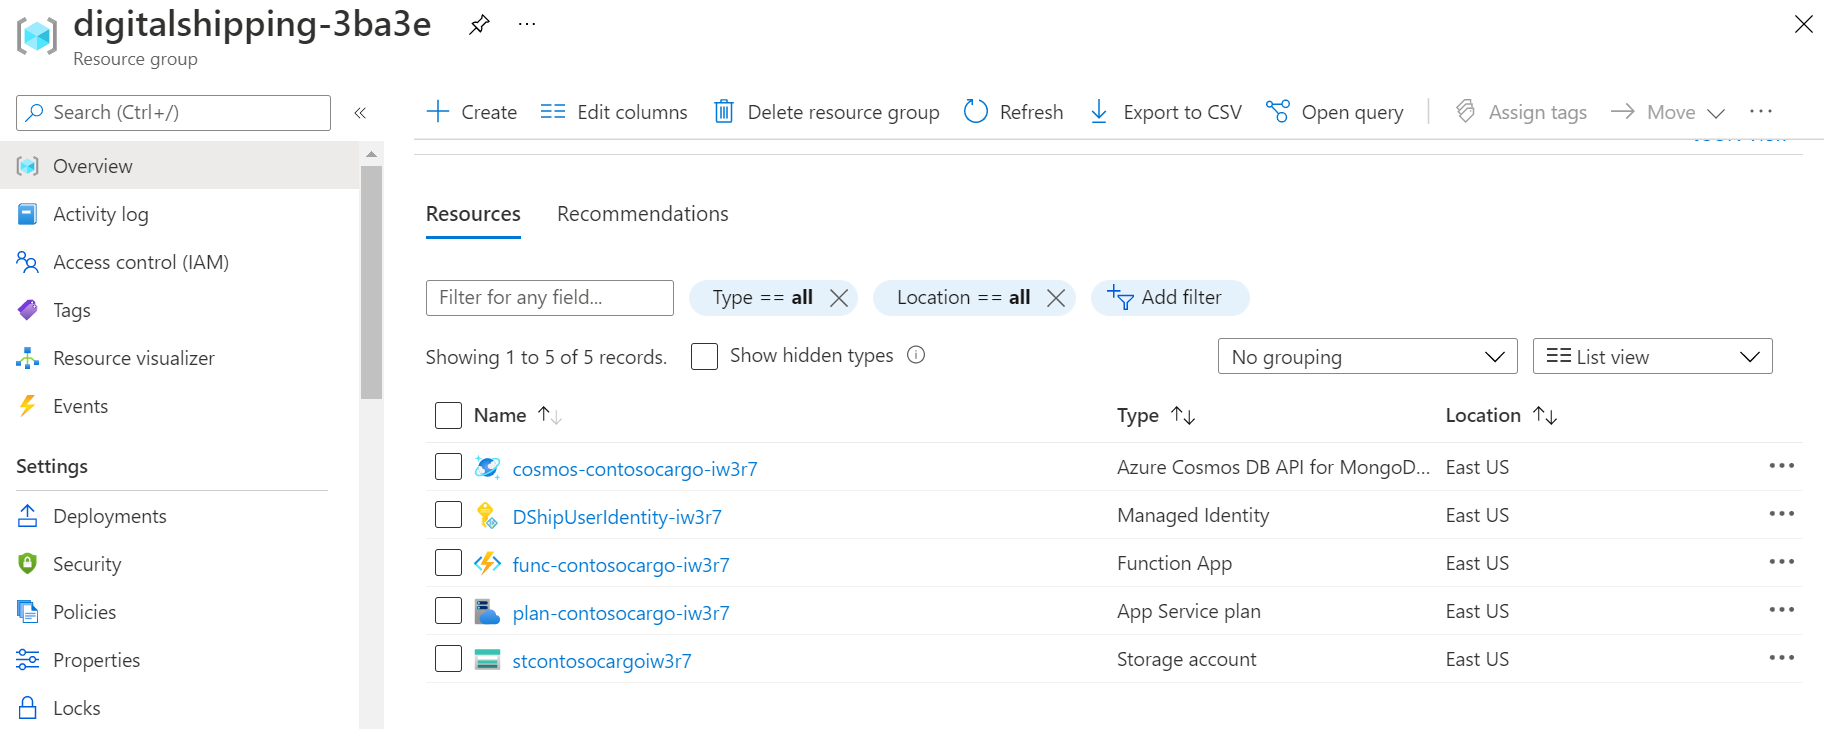 digitalshipping-3ba3e
Resource group
Search (Ctrl+/)
Create
Edit columns
Delete resource group
Refresh
Export to CSV
Open query
Assign tags
Move
Overview
Activity log
Access control (IAM)
Tags
Resource visualizer
Events
Settings
Deployments
Security
Policies
Properties
Locks
Resources
Recommendations
Filter for any field...
Type == all
Location == all
Add filter
Showing 1 to 5 of 5 records.
Show hidden types
No grouping
List view
Name
Type
Location
cosmos-contosocargo-iw3r7 Azure Cosmos DB API for MongoD... East US
DShipUserIdentity-iw3r7 Managed Identity East US
func-contosocargo-iw3r7 Function App East US
plan-contosocargo-iw3r7 App Service plan East US
stcontosocargoiw3r7 Storage account East US